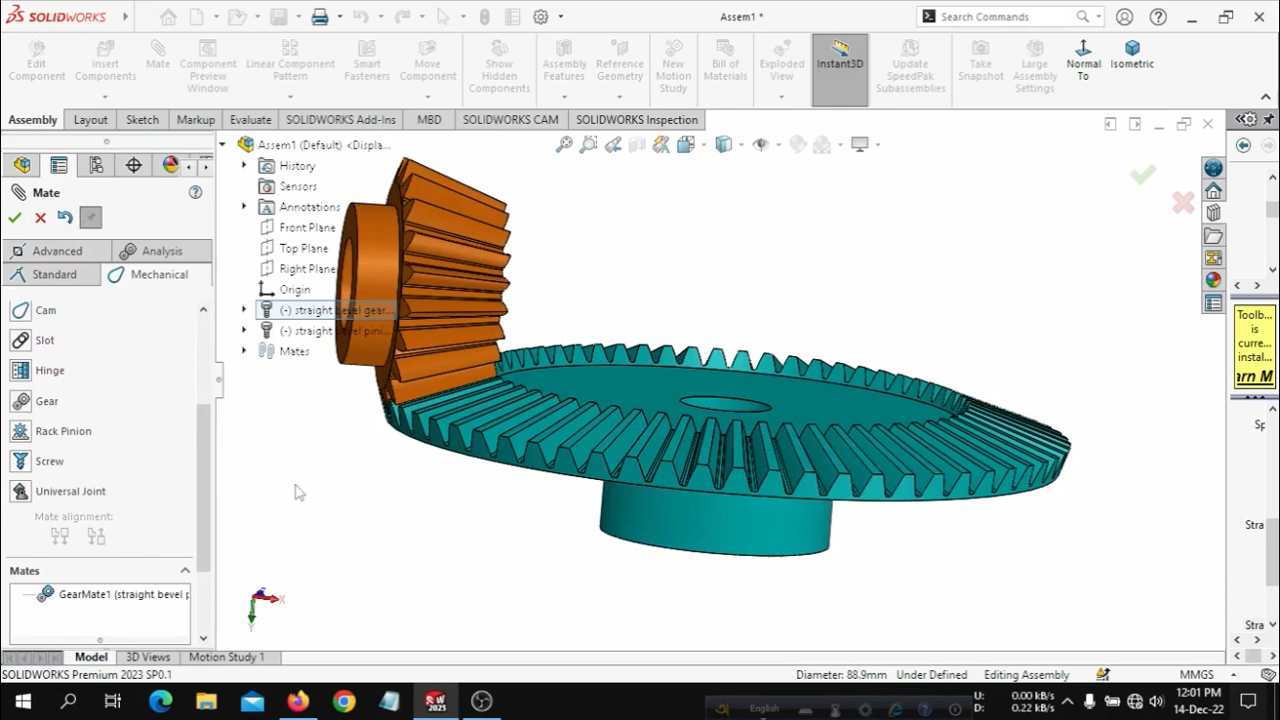 SOLIDWORKS
Assem1 *
Search Commands
Edit Component
Insert Components
Mate
Component Preview Window
Linear Component Pattern
Smart Fasteners
Move Component
Show Hidden Components
Assembly Features
Reference Geometry
New Motion Study
Bill of Materials
Exploded View
Instant3D
Update SpeedPak Subassemblies
Take Snapshot
Large Assembly Settings
Normal To
Isometric
Assembly
Layout
Sketch
Markup
Evaluate
SOLIDWORKS Add-Ins
MBD
SOLIDWORKS CAM
SOLIDWORKS Inspection
Mate
Advanced
Analysis
Standard
Mechanical
Cam
Slot
Hinge
Gear
Rack Pinion
Screw
Universal Joint
Mate alignment:
Mates
GearMate1 (straight bevel p
Assem1 (Default) <Displa...
History
Sensors
Annotations
Front Plane
Top Plane
Right Plane
Origin
(-) straight bevel gear...
(-) straight bevel pini...
Mates
X
Y
Toolb...
is
curre...
instal...
arn M
Sp
Stra
Stra
Model
3D Views
Motion Study 1
SOLIDWORKS Premium 2023 SP0.1
Diameter: 88.9mm
Under Defined
Editing Assembly
MMGS
SW
2023
English
U:
D:
0.00 kB/s
0.22 kB/s
12:01 PM
14-Dec-22